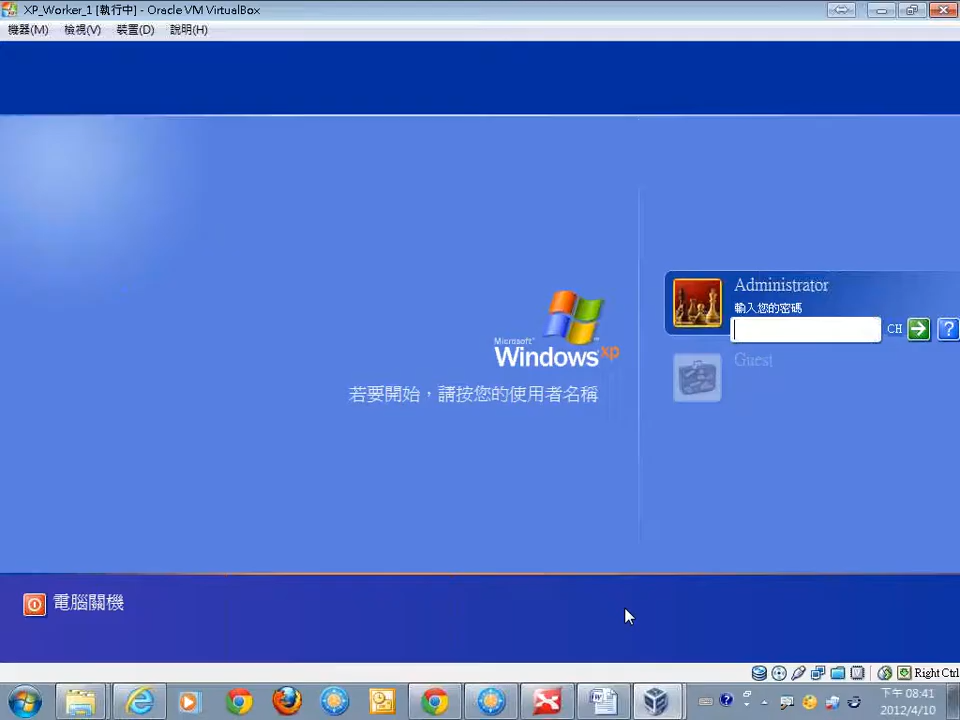 XP_Worker_1 [執行中] - Oracle VM VirtualBox
機器(M) 檢視(V) 裝置(D) 說明(H)
Administrator
輸入您的密碼
CH
?
Guest
Microsoft®
Windows xp
若要開始，請按您的使用者名稱
電腦關機
Right Ctrl
下午 08:41
2012/4/10